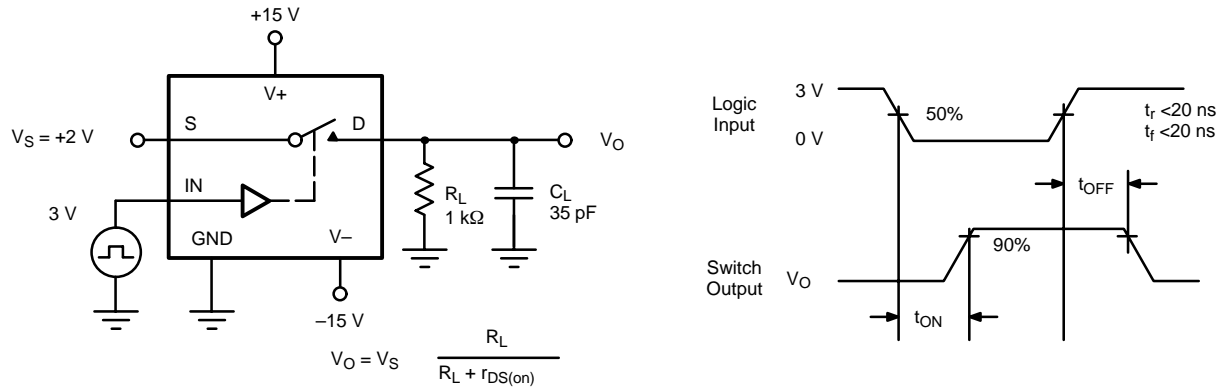 +15 V
V+
S
D
VS = +2 V
VO
IN
3 V
RL
1 kΩ
CL
35 pF
GND
V–
–15 V
VO = VS RL
RL + rDS(on)
Logic
Input
3 V
0 V
50%
tr <20 ns
tf <20 ns
tOFF
90%
Switch
Output
VO
tON